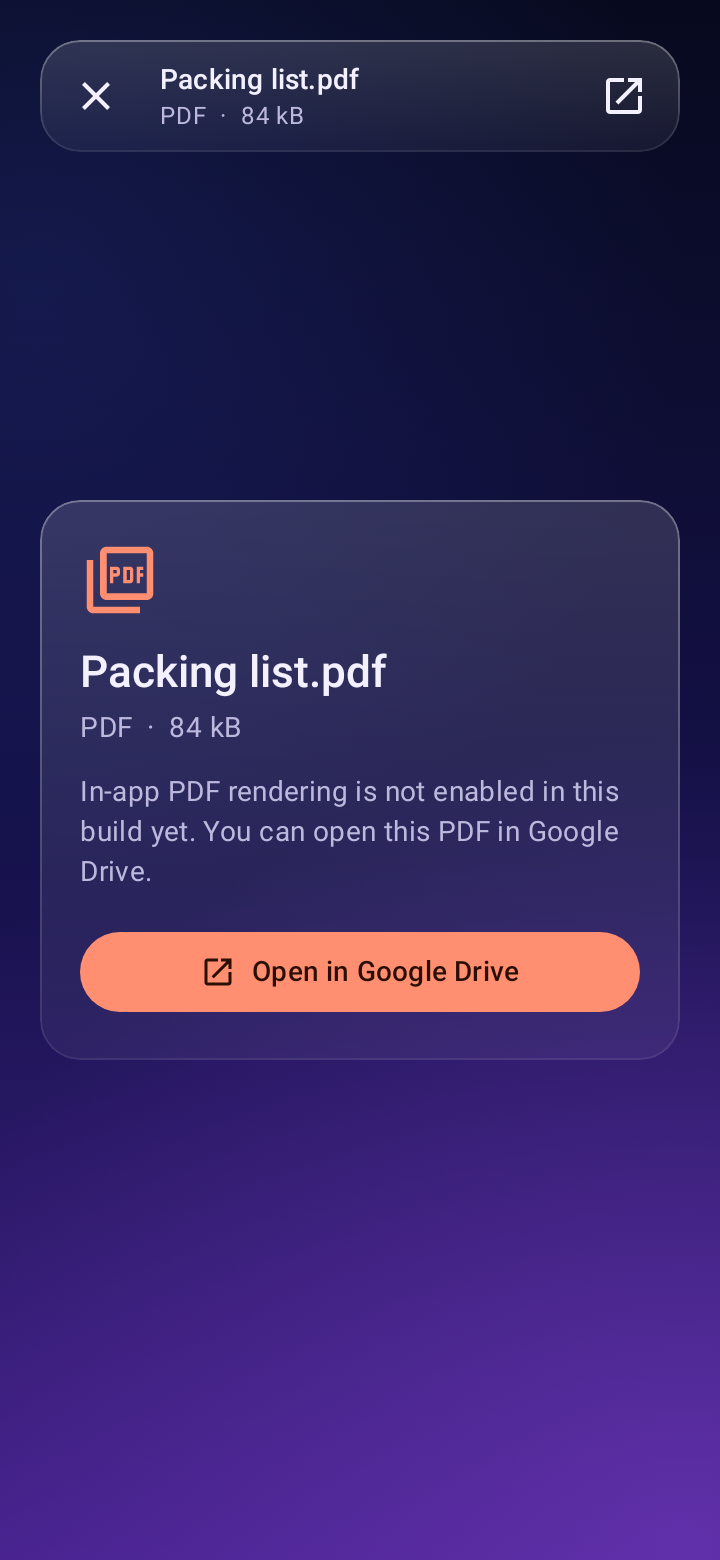 Packing list.pdf
PDF · 84 kB
PDF
Packing list.pdf
PDF · 84 kB
In-app PDF rendering is not enabled in this
build yet. You can open this PDF in Google
Drive.
Open in Google Drive